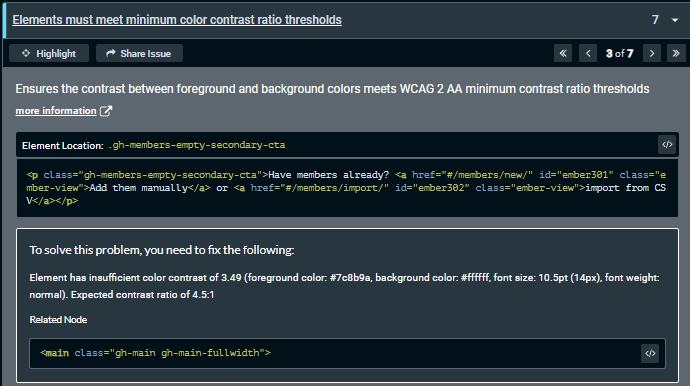 Elements must meet minimum color contrast ratio thresholds 7
Highlight Share Issue 3 of 7
Ensures the contrast between foreground and background colors meets WCAG 2 AA minimum contrast ratio thresholds
more information
Element Location: .gh-members-empty-secondary-cta </>
<p class="gh-members-empty-secondary-cta">Have members already? <a href="#/members/new/" id="ember301" class="e
mber-view">Add them manually</a> or <a href="#/members/import/" id="ember302" class="ember-view">import from CS
V</a></p>
To solve this problem, you need to fix the following:
Element has insufficient color contrast of 3.49 (foreground color: #7c8b9a, background color: #ffffff, font size: 10.5pt (14px), font weight:
normal). Expected contrast ratio of 4.5:1
Related Node
<main class="gh-main gh-main-fullwidth"> </>